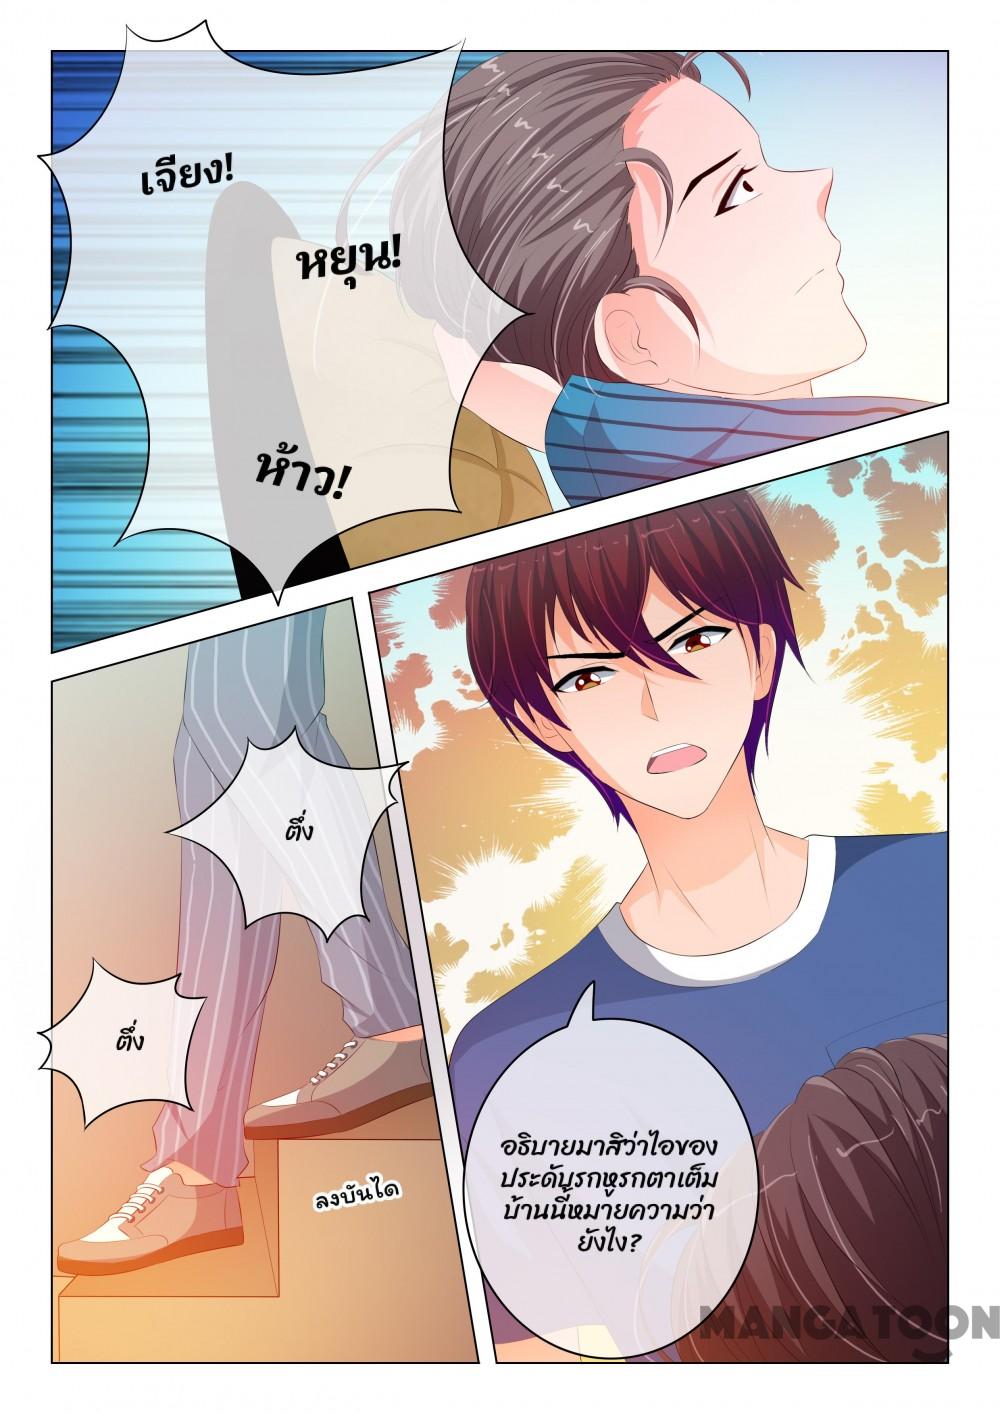 เจียง!
หยุน!
ห้าว!
ตึ่ง
ตึ่ง
ลงบันได
อธิบายมาสิว่าไอของ
ประดับรกหูรกตาเต็ม
บ้านนี้หมายความว่า
ยังไง?
MANGATOON